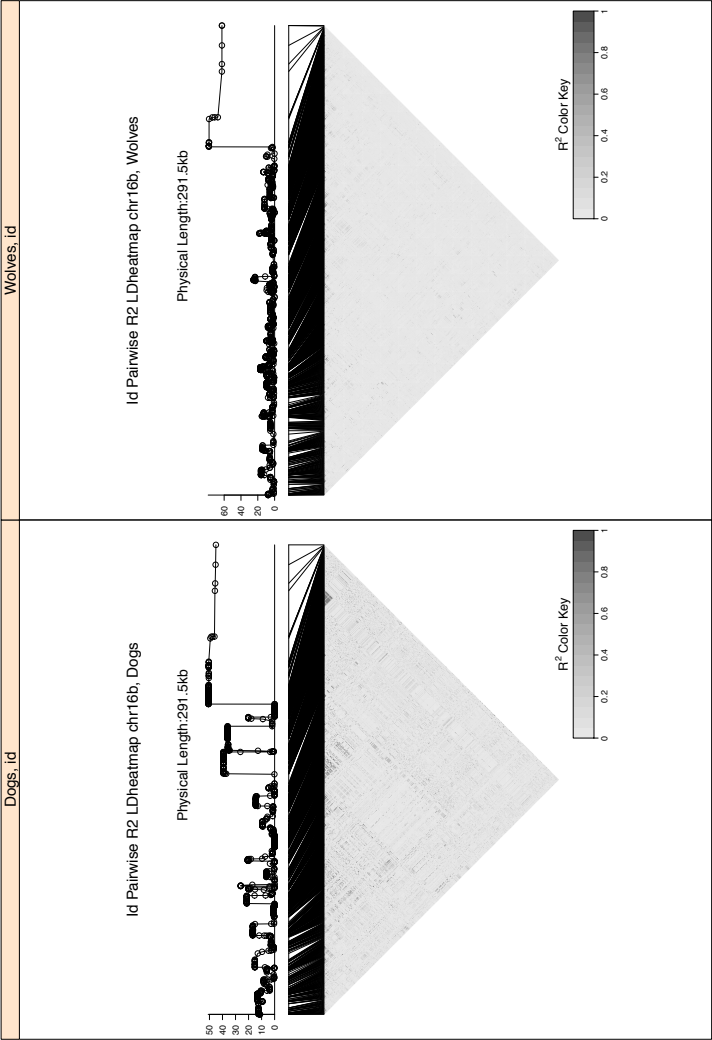 Dogs, id
Id Pairwise R2 LDheatmap chr16b, Dogs
Physical Length:291.5kb
50
40
30
20
10
0
R2 Color Key
0 0.2 0.4 0.6 0.8 1
Wolves, id
Id Pairwise R2 LDheatmap chr16b, Wolves
Physical Length:291.5kb
60
40
20
0
R2 Color Key
0 0.2 0.4 0.6 0.8 1